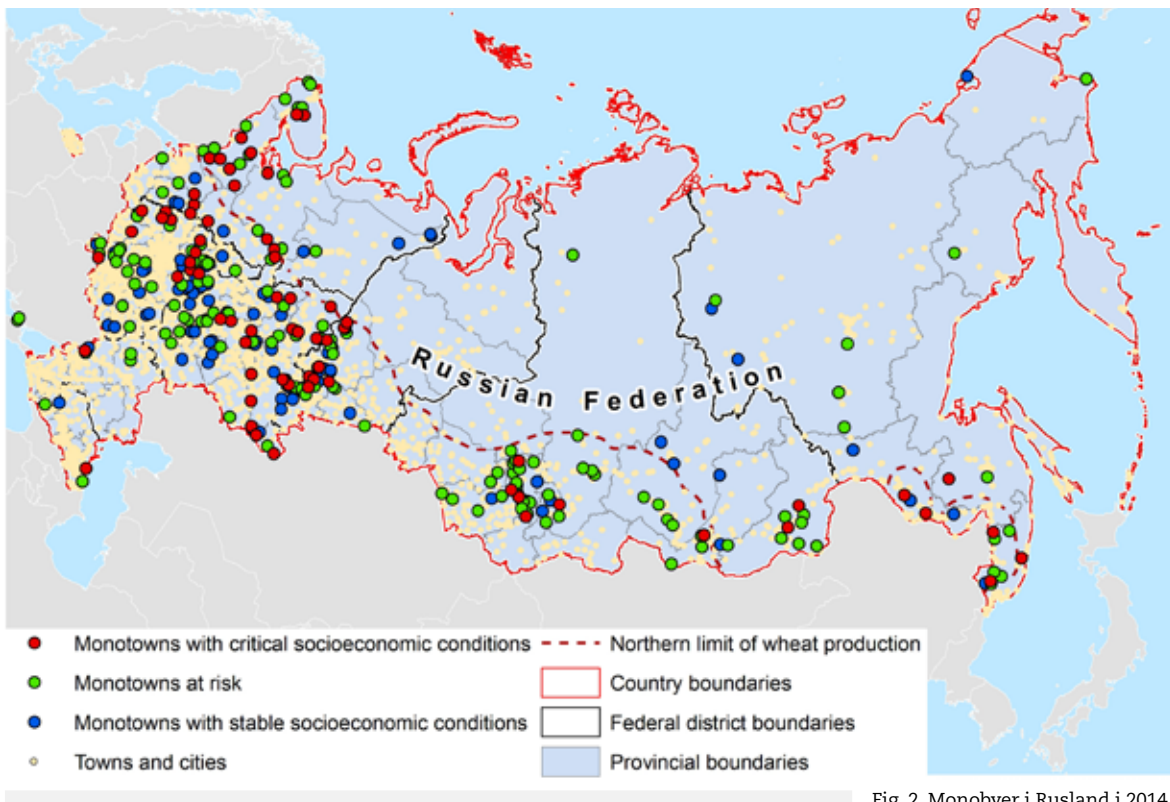 Russian Federation
Monotowns with critical socioeconomic conditions
Northern limit of wheat production
Monotowns at risk
Country boundaries
Monotowns with stable socioeconomic conditions
Federal district boundaries
Towns and cities
Provincial boundaries
Fig. 2. Monobyer i Rusland i 2014